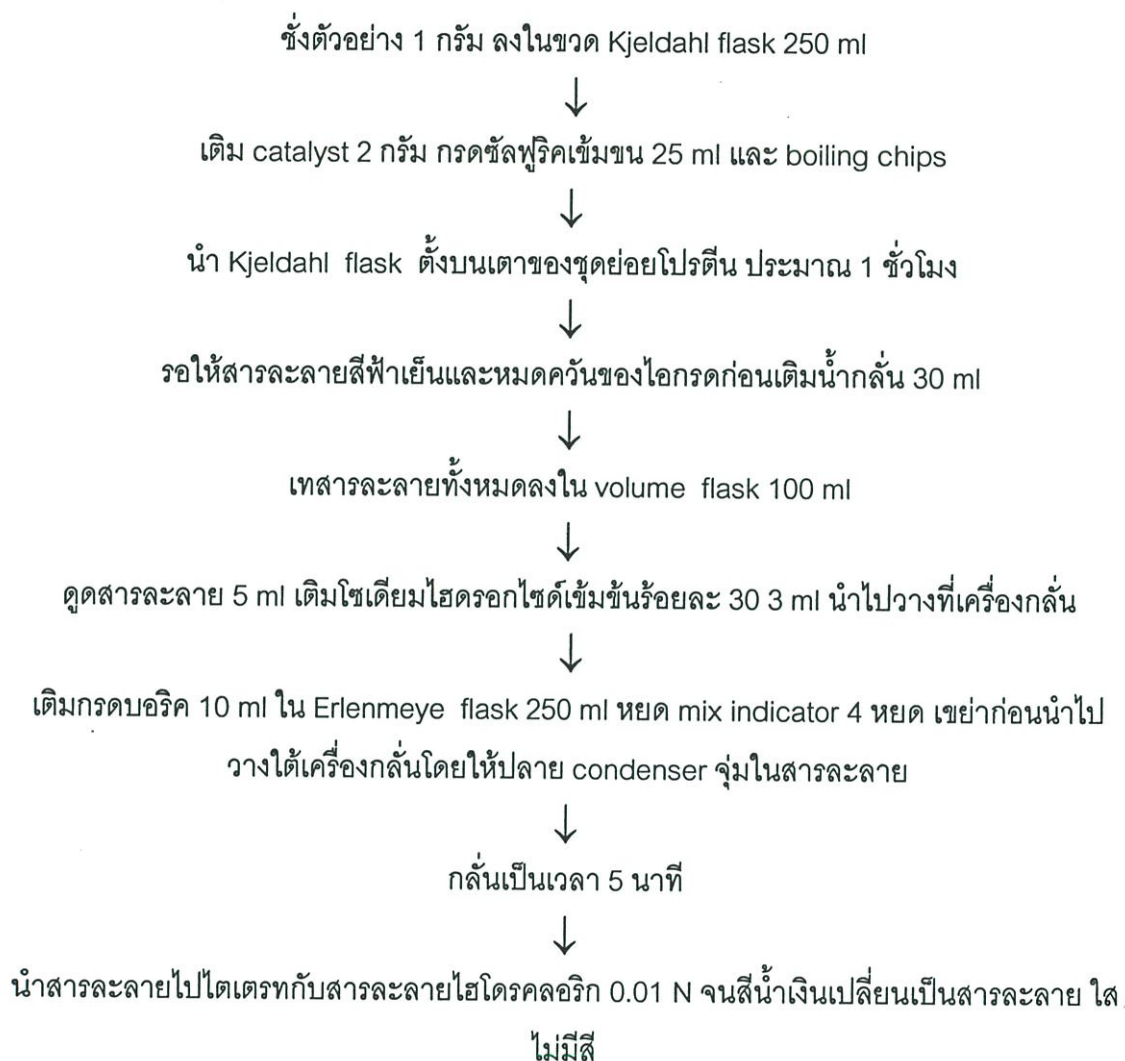 ชั่งตัวอย่าง 1 กรัม ลงในขวด Kjeldahl flask 250 ml
↓
เติม catalyst 2 กรัม กรดซัลฟูริคเข้มขน 25 ml และ boiling chips
↓
นำ Kjeldahl flask ตั้งบนเตาของชุดย่อยโปรตีน ประมาณ 1 ชั่วโมง
↓
รอให้สารละลายสีฟ้าเย็นและหมดควันของไอกรดก่อนเติมน้ำกลั่น 30 ml
↓
เทสารละลายทั้งหมดลงใน volume flask 100 ml
↓
ดูดสารละลาย 5 ml เติมโซเดียมไฮดรอกไซด์เข้มข้นร้อยละ 30 3 ml นำไปวางที่เครื่องกลั่น
↓
เติมกรดบอริค 10 ml ใน Erlenmeye flask 250 ml หยด mix indicator 4 หยด เขย่าก่อนนำไป
วางใต้เครื่องกลั่นโดยให้ปลาย condenser จุ่มในสารละลาย
↓
กลั่นเป็นเวลา 5 นาที
↓
นำสารละลายไปไตเตรทกับสารละลายไฮโดรคลอริก 0.01 N จนสีน้ำเงินเปลี่ยนเป็นสารละลาย ใส
ไม่มีสี